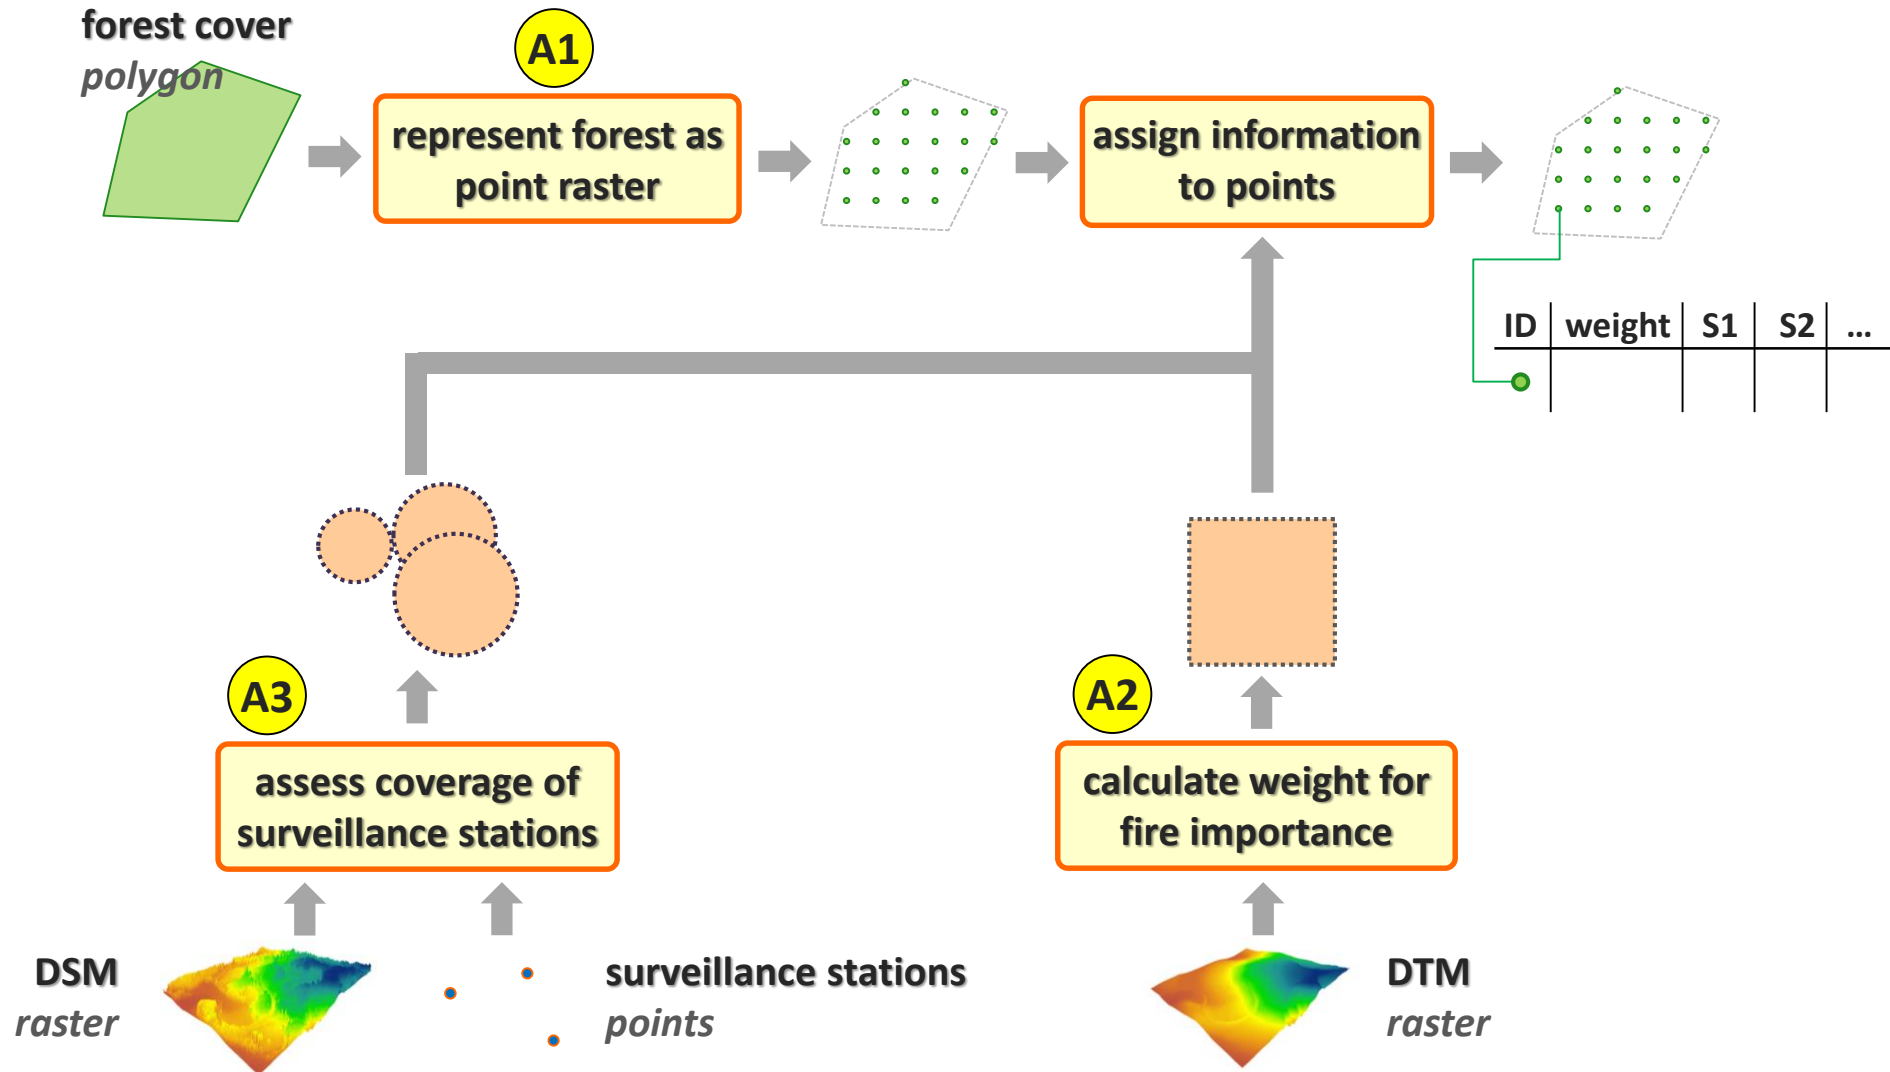 forest cover
polygon
A1
represent forest as
point raster
assign information
to points
ID weight S1 S2 ...
A3
A2
assess coverage of
surveillance stations
calculate weight for
fire importance
DSM
raster
surveillance stations
points
DTM
raster